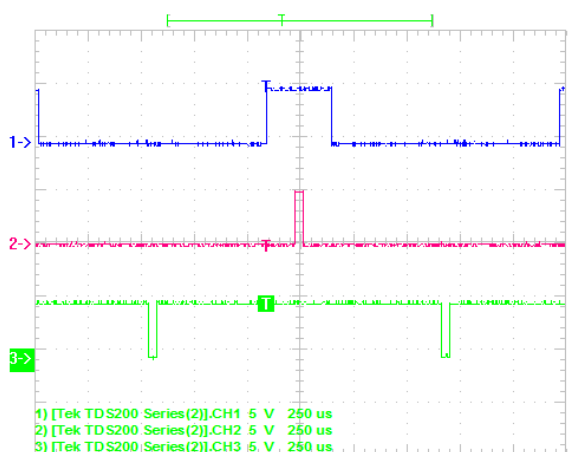 T
T
1->
2-> T
T
3->
1) [Tek TDS200 Series(2)].CH1 5 V 250 us
2) [Tek TDS200 Series(2)].CH2 5 V 250 us
3) [Tek TDS200 Series(2)].CH3 5 V 250 us